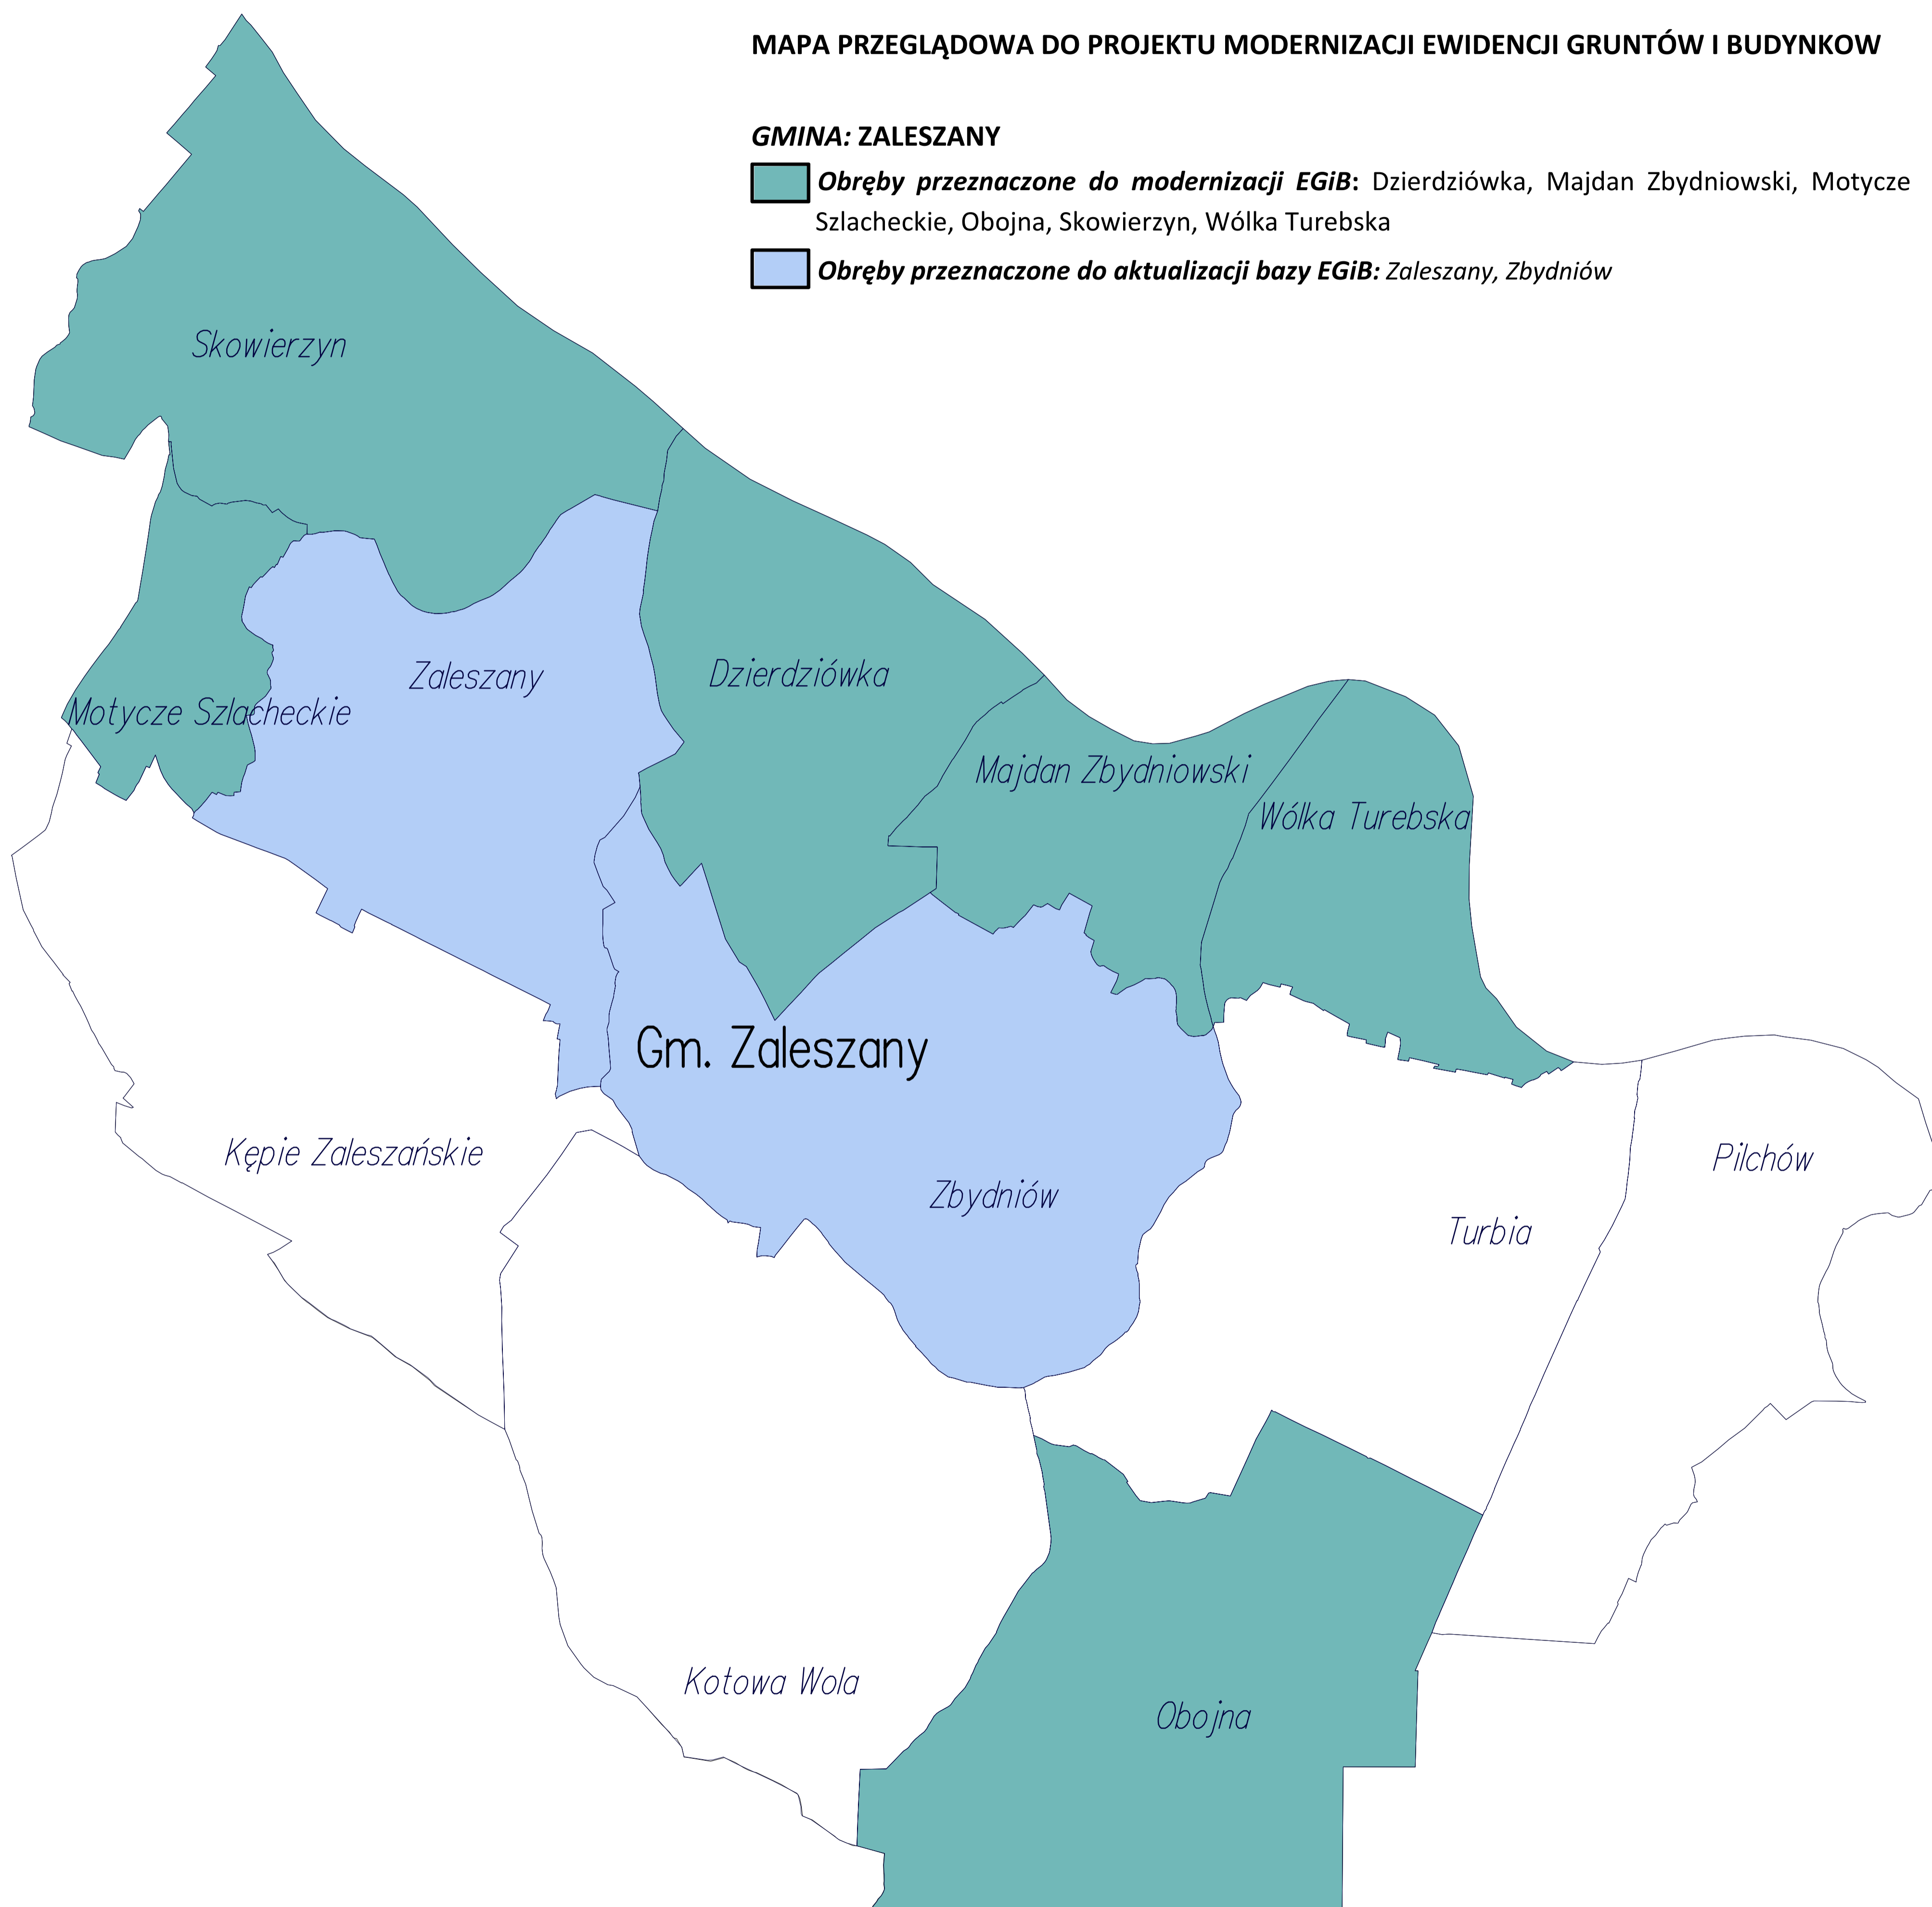 MAPA PRZEGLĄDOWA DO PROJEKTU MODERNIZACJI EWIDENCJI GRUNTÓW I BUDYNKOW
GMINA: ZALESZANY
Obręby przeznaczone do modernizacji EGiB: Dzierdziówka, Majdan Zbydniowski, Motycze
Szlacheckie, Obojna, Skowierzyn, Wólka Turebska
Obręby przeznaczone do aktualizacji bazy EGiB: Zaleszany, Zbydniów
Skowierzyn
Zaleszany
Dzierdziówka
Motycze Szlacheckie
Majdan Zbydniowski
Wólka Turebska
Gm. Zaleszany
Kępie Zaleszańskie
Pilchów
Zbydniów
Turbia
Kotowa Wola
Obojna